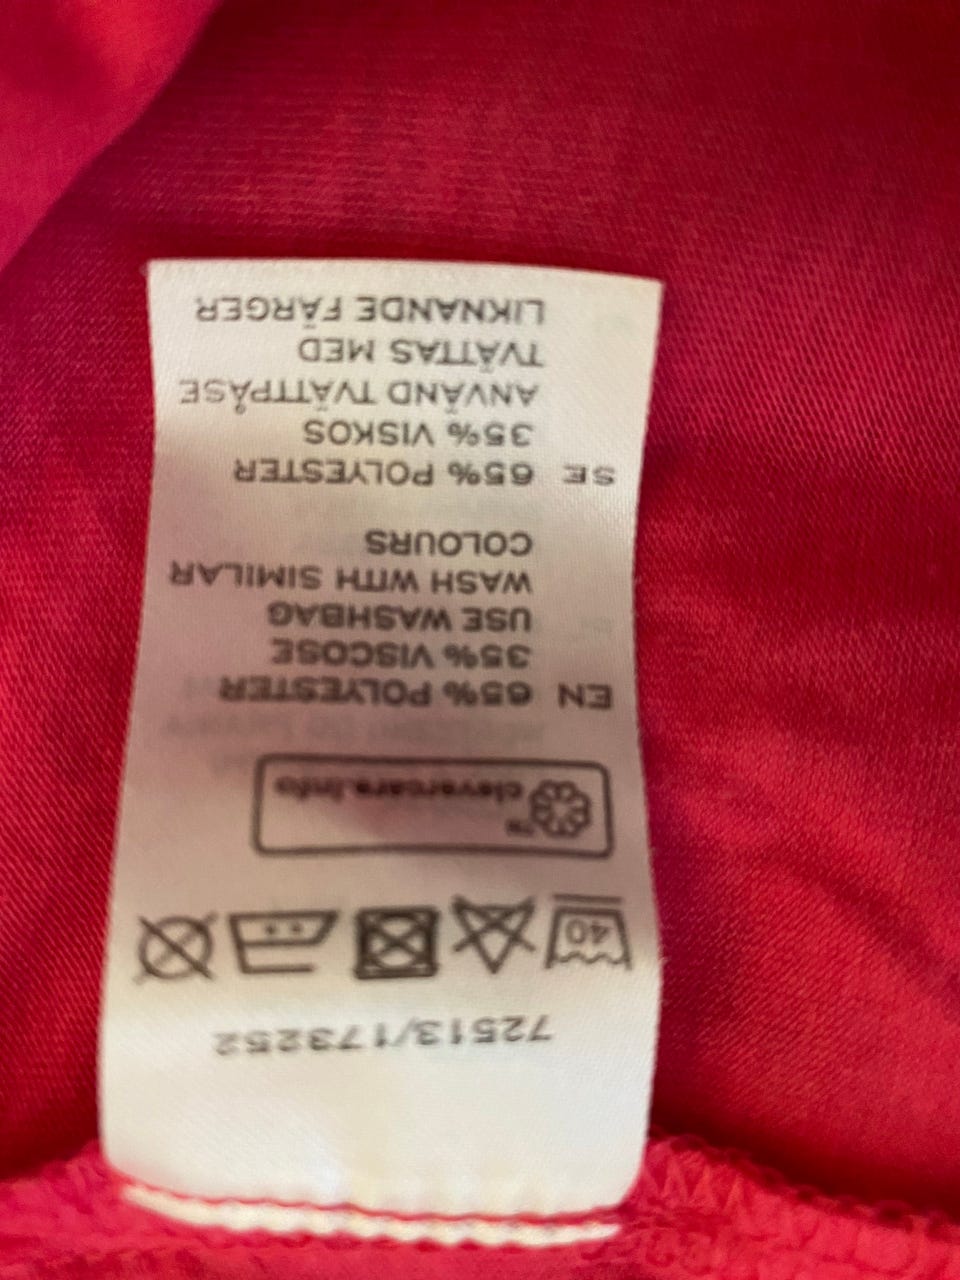 72513/173252
40
TM
clevercare.info
EN 65% POLYESTER
35% VISCOSE
USE WASHBAG
WASH WITH SIMILAR
COLOURS
SE 65% POLYESTER
35% VISKOS
ANVÄND TVÄTTPÅSE
TVÄTTAS MED
LIKNANDE FÄRGER